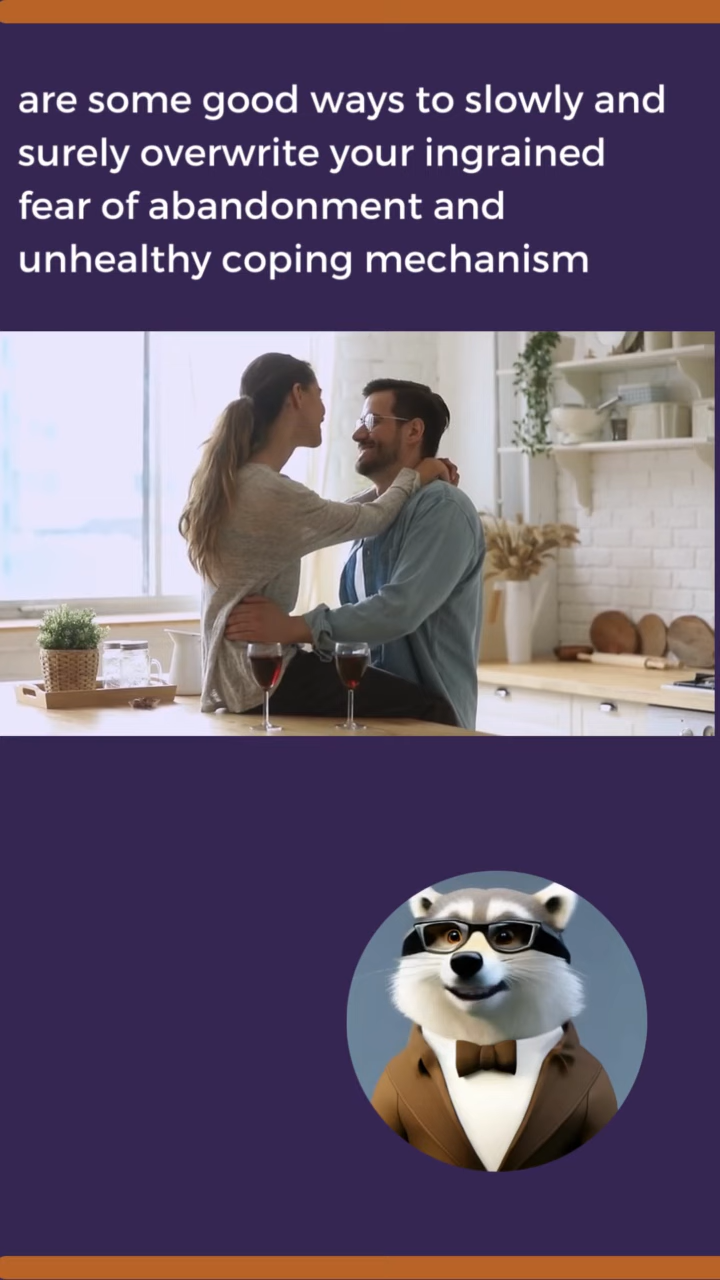 are some good ways to slowly and
surely overwrite your ingrained
fear of abandonment and
unhealthy coping mechanism